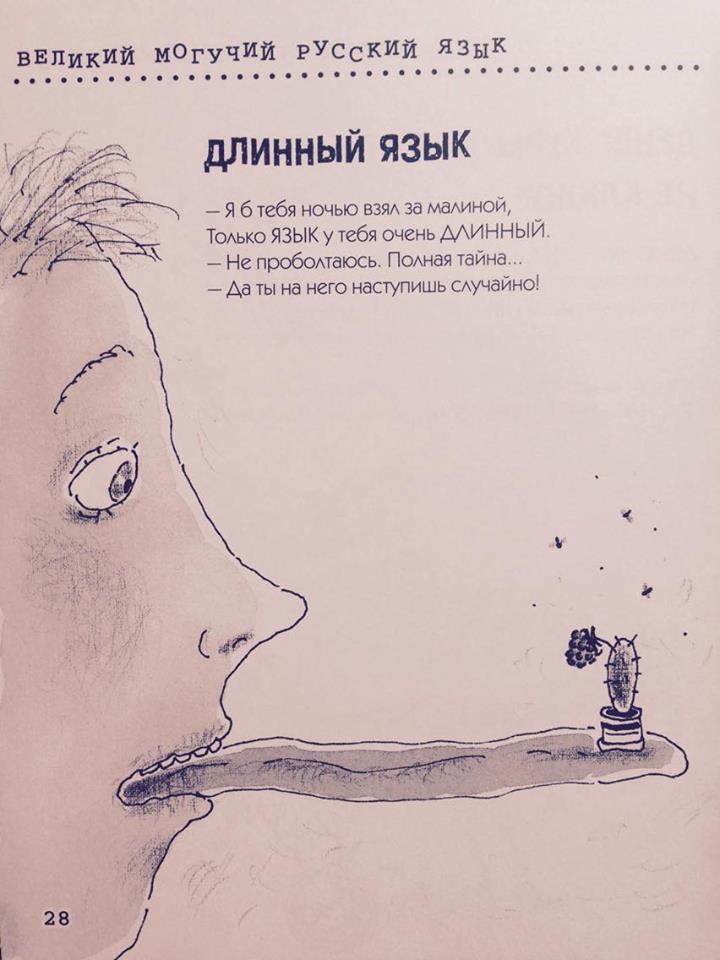 ВЕЛИКИЙ МОГУЧИЙ РУССКИЙ ЯЗЫК
ДЛИННЫЙ ЯЗЫК
– Я б тебя ночью взял за малиной,
Только ЯЗЫК у тебя очень ДЛИННЫЙ.
– Не проболтаюсь. Полная тайна...
– Да ты на него наступишь случайно!
28